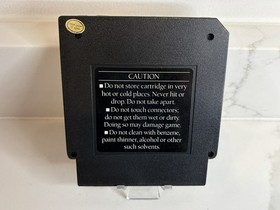 CAUTION
■ Do not store cartridge in very
hot or cold places. Never hit or
drop. Do not take apart.
■ Do not touch connectors;
do not get them wet or dirty.
Doing so may damage game.
■ Do not clean with benzene,
paint thinner, alcohol or other
such solvents.